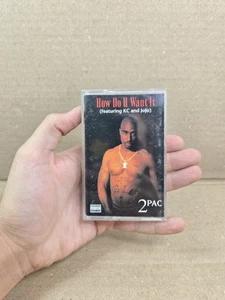 How Do U Want It
(featuring KC and JoJo)
2PAC